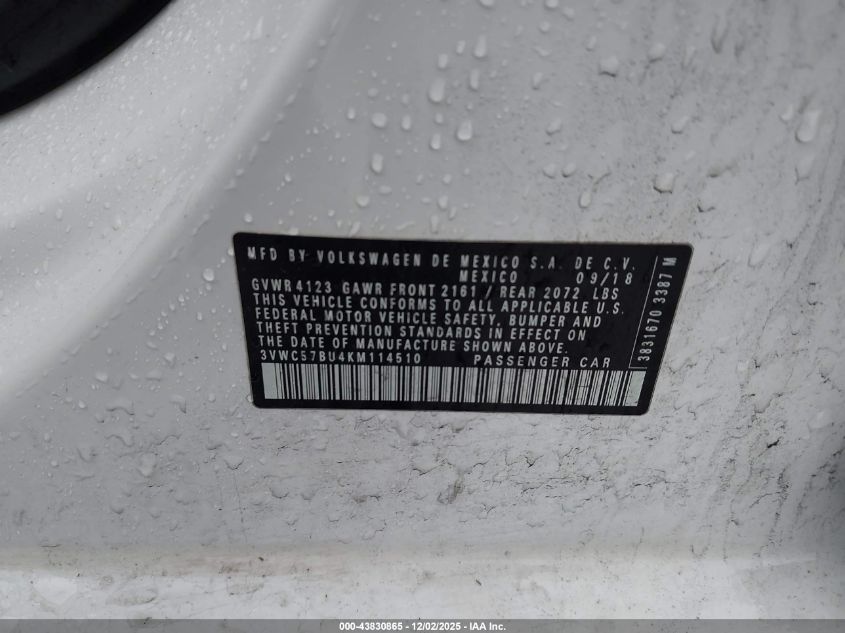 MFD BY VOLKSWAGEN DE MEXICO S.A. DE C.V.
MEXICO 09/18
GVWR 4123 GAWR FRONT 2161 / REAR 2072 LBS
THIS VEHICLE CONFORMS TO ALL APPLICABLE U.S.
FEDERAL MOTOR VEHICLE SAFETY, BUMPER AND
THEFT PREVENTION STANDARDS IN EFFECT ON
THE DATE OF MANUFACTURE SHOWN ABOVE.
3VWC57BU4KM114510 PASSENGER CAR
3831670 3387 M
000-43830865 - 12/02/2025 - IAA Inc.